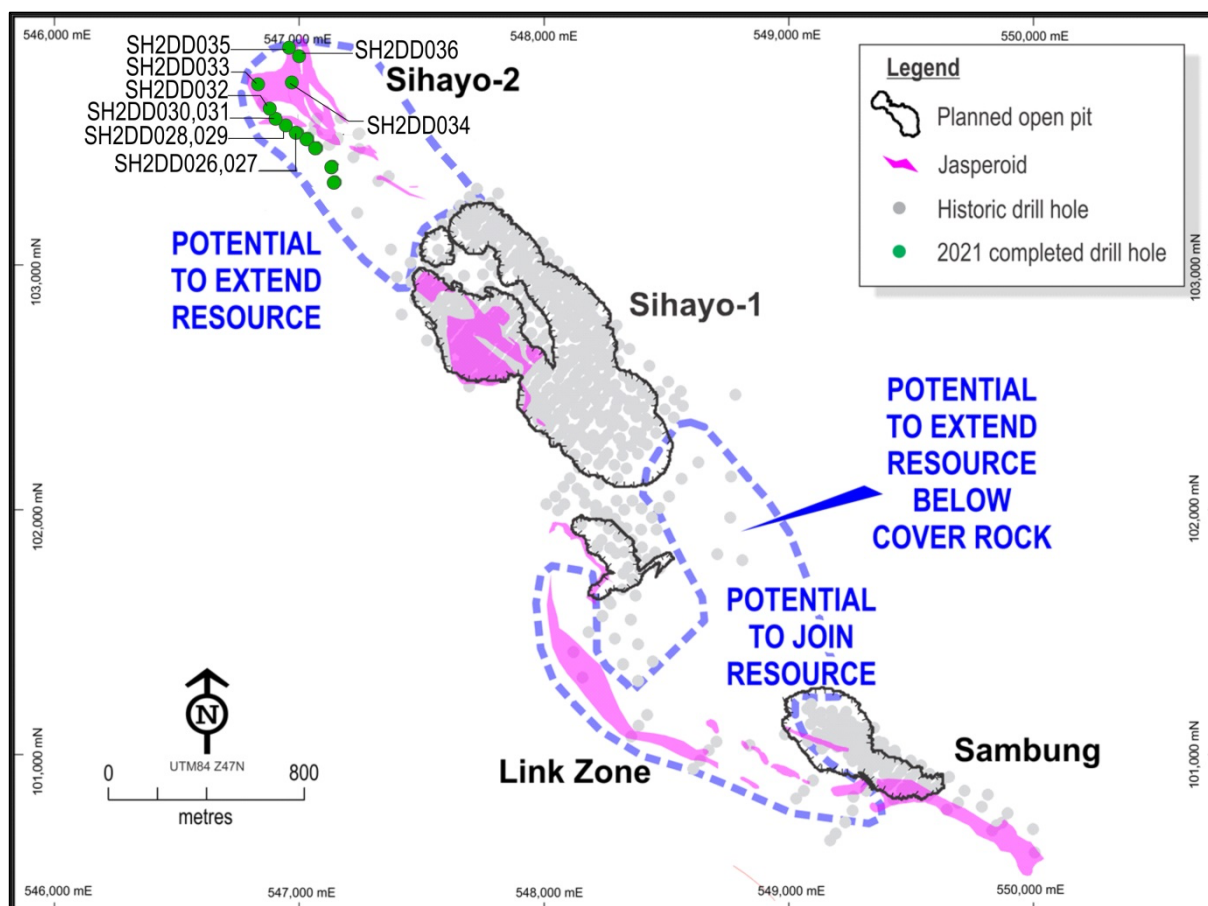 546,000 mE
547,000 mE
548,000 mE
549,000 mE
550,000 mE
SH2DD035
SH2DD036
SH2DD033
Sihayo-2
SH2DD032
SH2DD030,031
SH2DD034
SH2DD028,029
SH2DD026,027
Legend
Planned open pit
Jasperoid
Historic drill hole
2021 completed drill hole
103,000 mN
103,000 mN
POTENTIAL
TO EXTEND
RESOURCE
Sihayo-1
POTENTIAL
TO EXTEND
RESOURCE
BELOW
COVER ROCK
102,000 mN
102,000 mN
POTENTIAL
TO JOIN
RESOURCE
N
UTM84 Z47N
0 800
metres
Link Zone
Sambung
101,000 mN
101,000 mN
546,000 mE
547,000 mE
548,000 mE
549,000 mE
550,000 mE